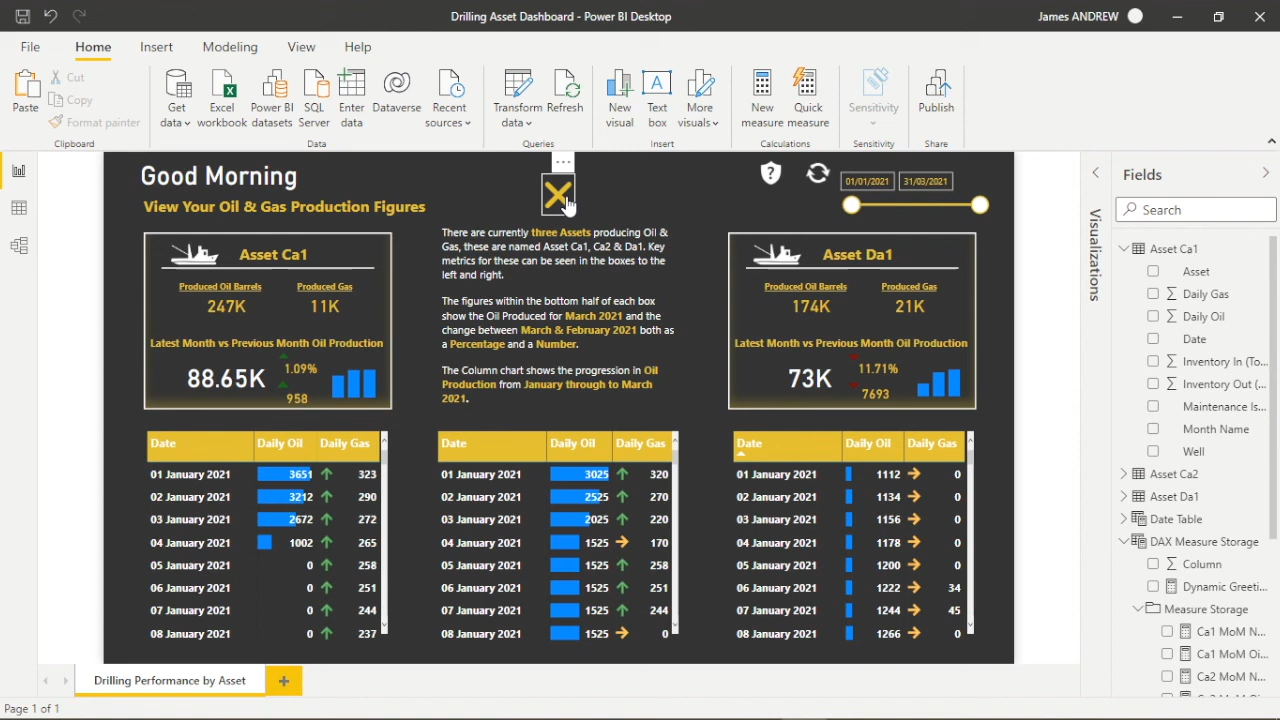 Drilling Asset Dashboard - Power BI Desktop
James ANDREW
File Home Insert Modeling View Help
Paste
Cut
Copy
Format painter
Clipboard
Get data
Excel workbook
Power BI datasets
SQL Server
Enter data
Dataverse
Recent sources
Data
Transform data
Refresh
Queries
New visual
Text box
More visuals
Insert
New measure
Quick measure
Calculations
Sensitivity
Sensitivity
Publish
Share
Good Morning
View Your Oil & Gas Production Figures
01/01/2021 31/03/2021
Asset Ca1
Produced Oil Barrels Produced Gas
247K 11K
Latest Month vs Previous Month Oil Production
88.65K 1.09%
958
There are currently three Assets producing Oil &
Gas, these are named Asset Ca1, Ca2 & Da1. Key
metrics for these can be seen in the boxes to the
left and right.
The figures within the bottom half of each box
show the Oil Produced for March 2021 and the
change between March & February 2021 both as
a Percentage and a Number.
The Column chart shows the progression in Oil
Production from January through to March
2021.
Asset Da1
Produced Oil Barrels Produced Gas
174K 21K
Latest Month vs Previous Month Oil Production
73K 11.71%
7693
Date Daily Oil Daily Gas
01 January 2021 3651 323
02 January 2021 3212 290
03 January 2021 2672 272
04 January 2021 1002 265
05 January 2021 0 258
06 January 2021 0 251
07 January 2021 0 244
08 January 2021 0 237
Date Daily Oil Daily Gas
01 January 2021 3025 320
02 January 2021 2525 270
03 January 2021 2025 220
04 January 2021 1525 170
05 January 2021 1525 258
06 January 2021 1525 251
07 January 2021 1525 244
08 January 2021 1525 0
Date Daily Oil Daily Gas
01 January 2021 1112 0
02 January 2021 1134 0
03 January 2021 1156 0
04 January 2021 1178 0
05 January 2021 1200 0
06 January 2021 1222 34
07 January 2021 1244 45
08 January 2021 1266 0
Visualizations
Fields
Search
Asset Ca1
Asset
Daily Gas
Daily Oil
Date
Inventory In (To...
Inventory Out (...
Maintenance Is...
Month Name
Well
Asset Ca2
Asset Da1
Date Table
DAX Measure Storage
Column
Dynamic Greeti...
Measure Storage
Ca1 MoM N...
Ca1 MoM Oi...
Ca2 MoM N...
Drilling Performance by Asset
Page 1 of 1